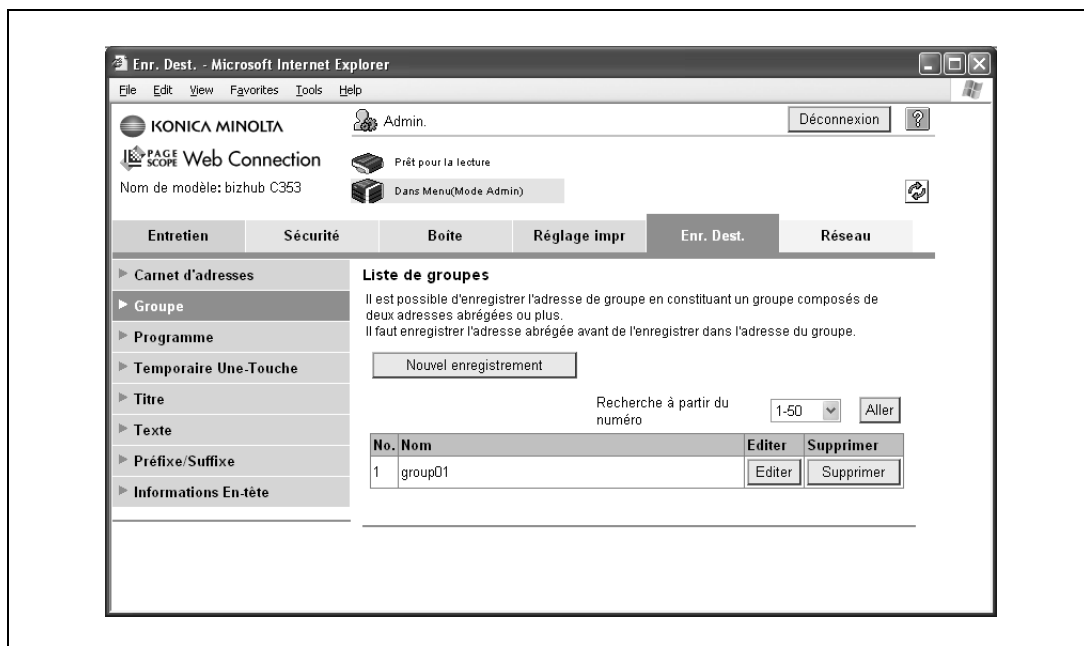 Enr. Dest. - Microsoft Internet Explorer
File Edit View Favorites Tools Help
KONICA MINOLTA
Admin.
Déconnexion
?
PAGE SCOPE Web Connection
Prêt pour la lecture
Nom de modèle: bizhub C353
Dans Menu(Mode Admin)
Entretien Sécurité Boite Réglage impr Enr. Dest. Réseau
Carnet d'adresses
Groupe
Programme
Temporaire Une-Touche
Titre
Texte
Préfixe/Suffixe
Informations En-tête
Liste de groupes
Il est possible d'enregistrer l'adresse de groupe en constituant un groupe composés de
deux adresses abrégées ou plus.
Il faut enregistrer l'adresse abrégée avant de l'enregistrer dans l'adresse du groupe.
Nouvel enregistrement
Recherche à partir du
numéro
1-50 Aller
No. Nom Editer Supprimer
1 group01 Editer Supprimer